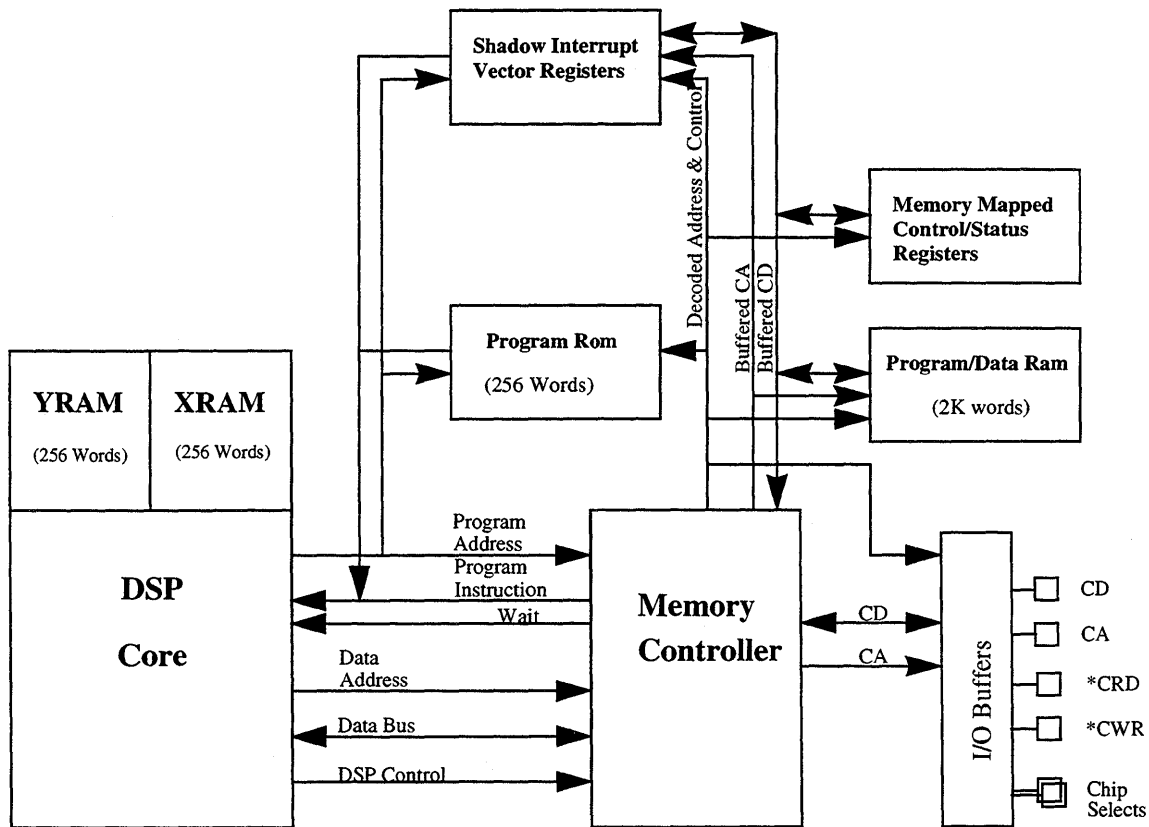 Shadow Interrupt
Vector Registers
Decoded Address & Control
Buffered CA
Buffered CD
Memory Mapped
Control/Status
Registers
Program Rom
(256 Words)
Program/Data Ram
(2K words)
YRAM
(256 Words)
XRAM
(256 Words)
DSP
Core
Program
Address
Program
Instruction
Wait
Data
Address
Data Bus
DSP Control
Memory
Controller
CD
CA
I/O Buffers
CD
CA
*CRD
*CWR
Chip
Selects